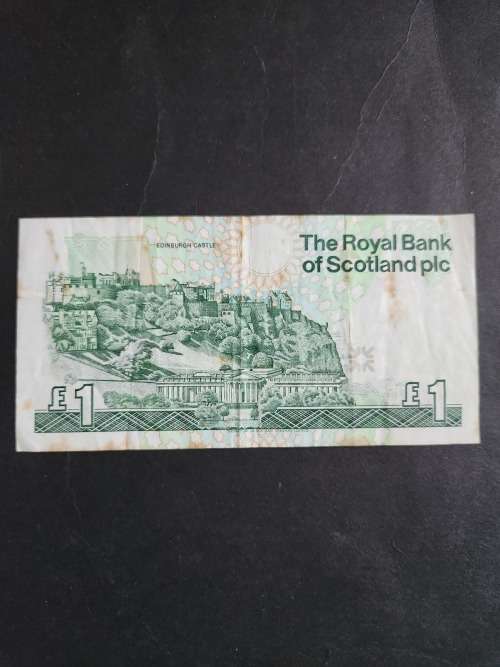 EDINBURGH CASTLE
The Royal Bank
of Scotland plc
£1
£1